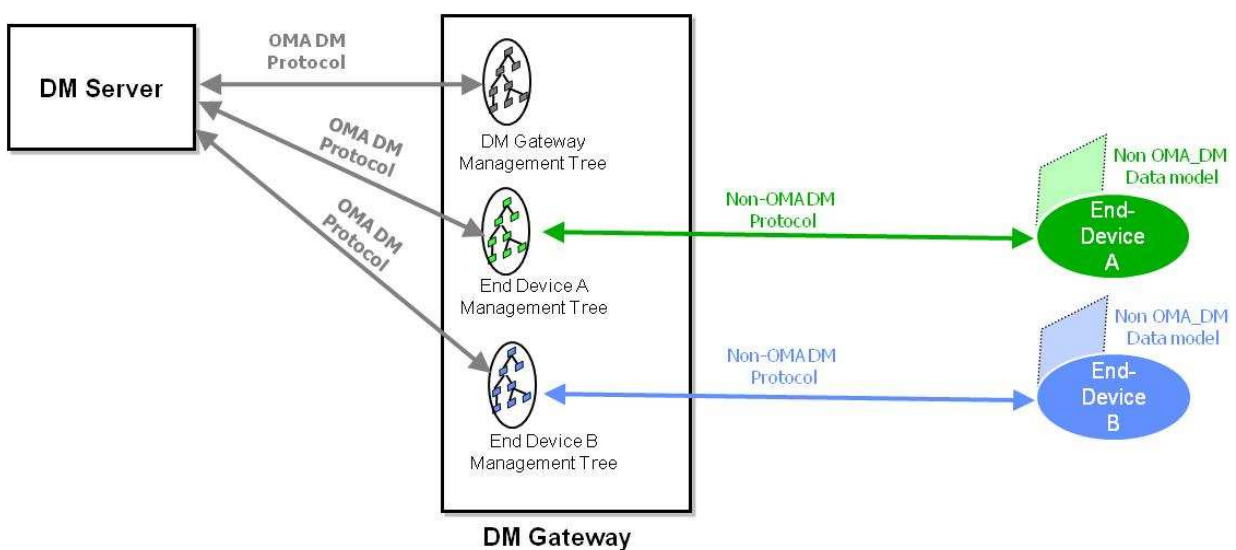 DM Server
OMA DM
Protocol
OMA DM
Protocol
OMA DM
Protocol
DM Gateway
Management Tree
End Device A
Management Tree
End Device B
Management Tree
DM Gateway
Non-OMA DM
Protocol
Non OMA_DM
Data model
End-
Device
A
Non-OMA DM
Protocol
Non OMA_DM
Data model
End-
Device
B